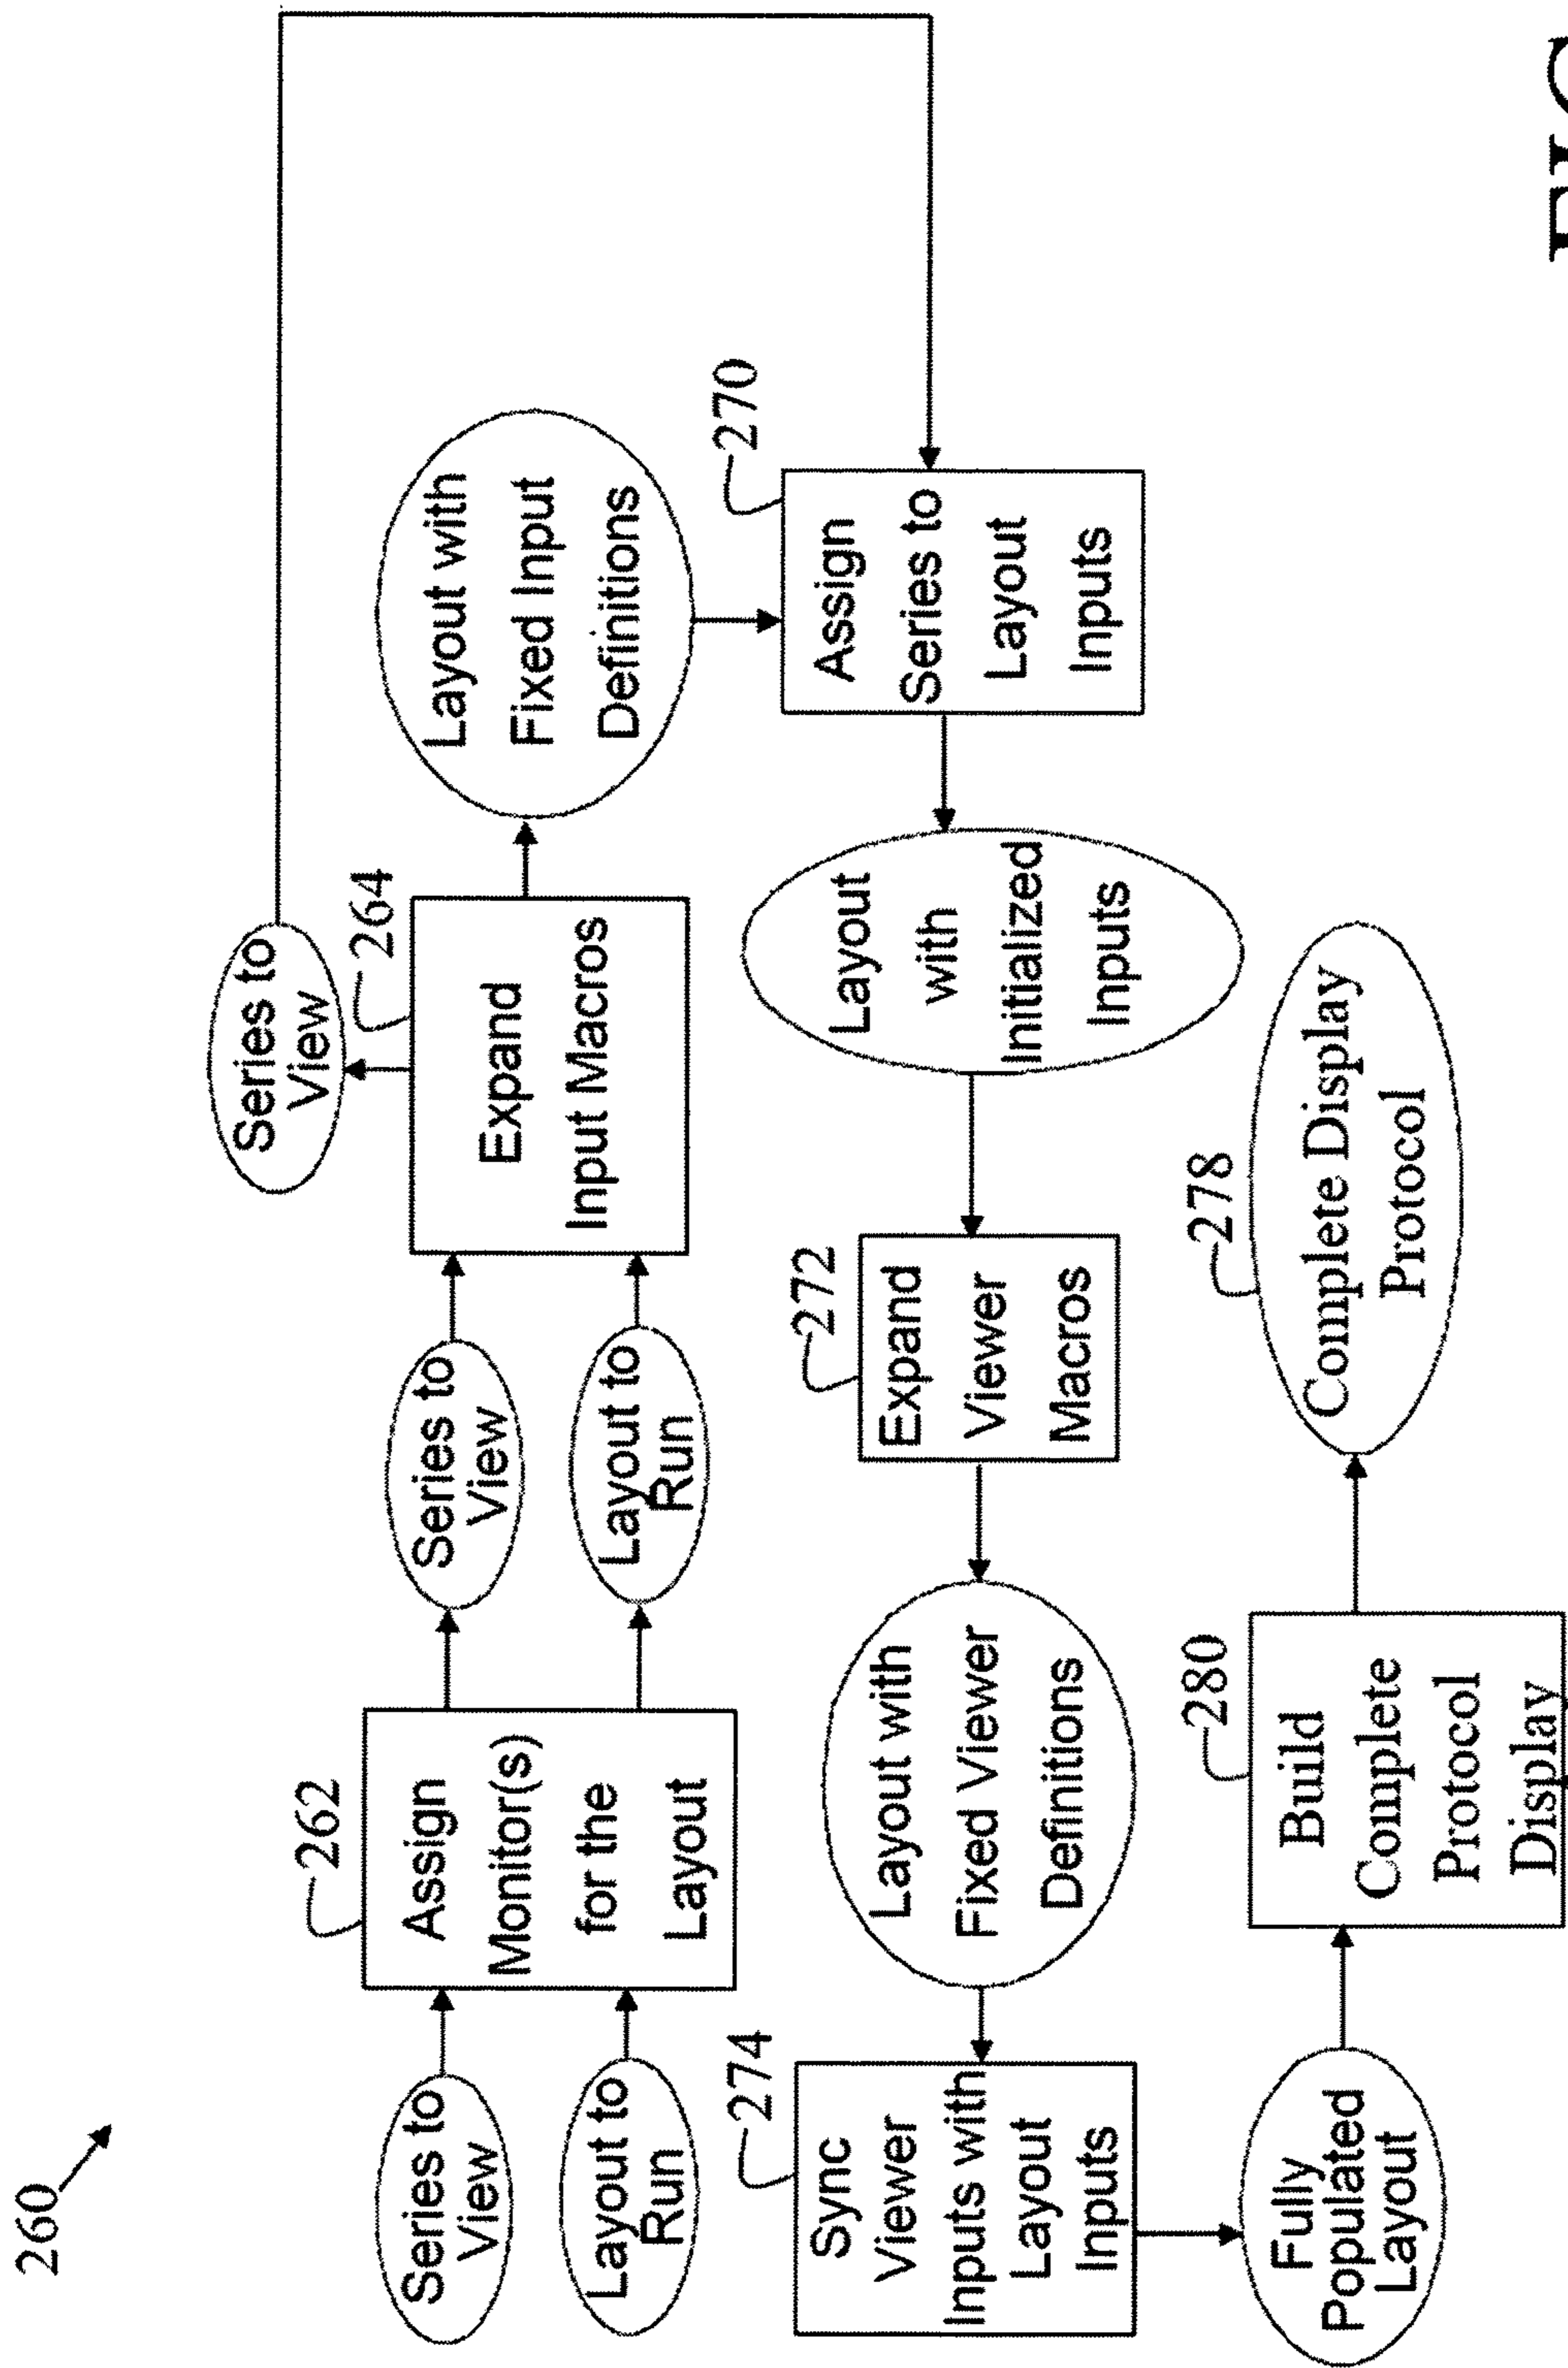 260
Series to
View
Layout to
Run
262
Assign
Monitor(s)
for the
Layout
Series to
View
Layout to
Run
264
Expand
Input Macros
Series to
View
Layout with
Fixed Input
Definitions
270
Assign
Series to
Layout
Inputs
Layout
with
Initialized
Inputs
272
Expand
Viewer
Macros
Layout with
Fixed Viewer
Definitions
274
Sync
Viewer
Inputs with
Layout
Inputs
Fully
Populated
Layout
280
Build
Complete
Protocol
Display
278
Complete Display
Protocol